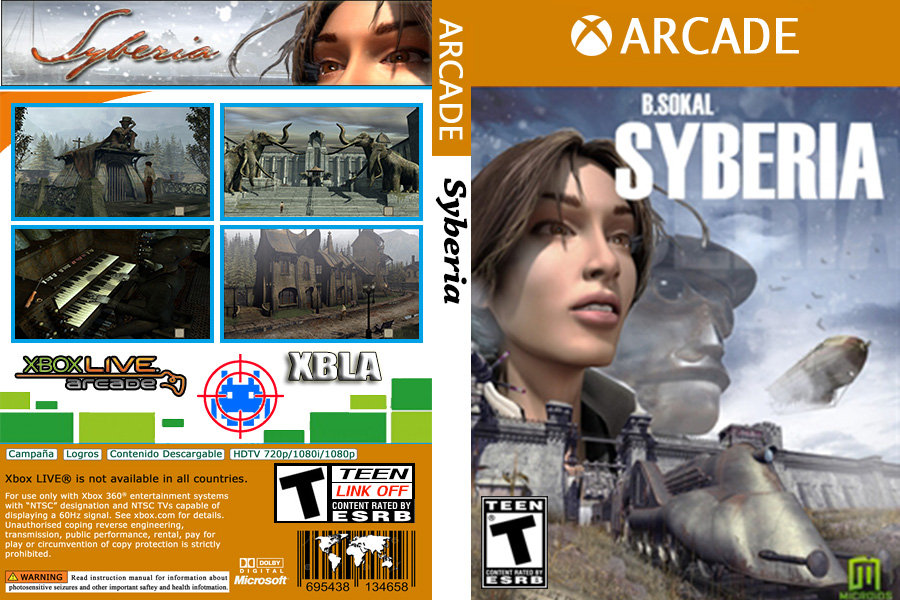 Syberia
XBOX LIVE
arcade
XBLA
Campaña Logros Contenido Descargable HDTV 720p/1080i/1080p
Xbox LIVE® is not available in all countries.
For use only with Xbox 360® entertainment systems
with “NTSC” designation and NTSC TVs capable of
displaying a 60Hz signal. See xbox.com for details.
Unauthorised coping reverse engineering,
transmission, public performance, rental, pay for
play or circumvention of copy protection is strictly
prohibited.
WARNING Read instruction manual for information about
photosensitive seizures and other important saftey and health infotmation.
T
TEEN
LINK OFF
CONTENT RATED BY
ESRB
DOLBY
DIGITAL
Microsoft
695438 134658
ARCADE
Syberia
ARCADE
B.SOKAL
SYBERIA
TEEN
T
CONTENT RATED BY
ESRB
MICROIDS